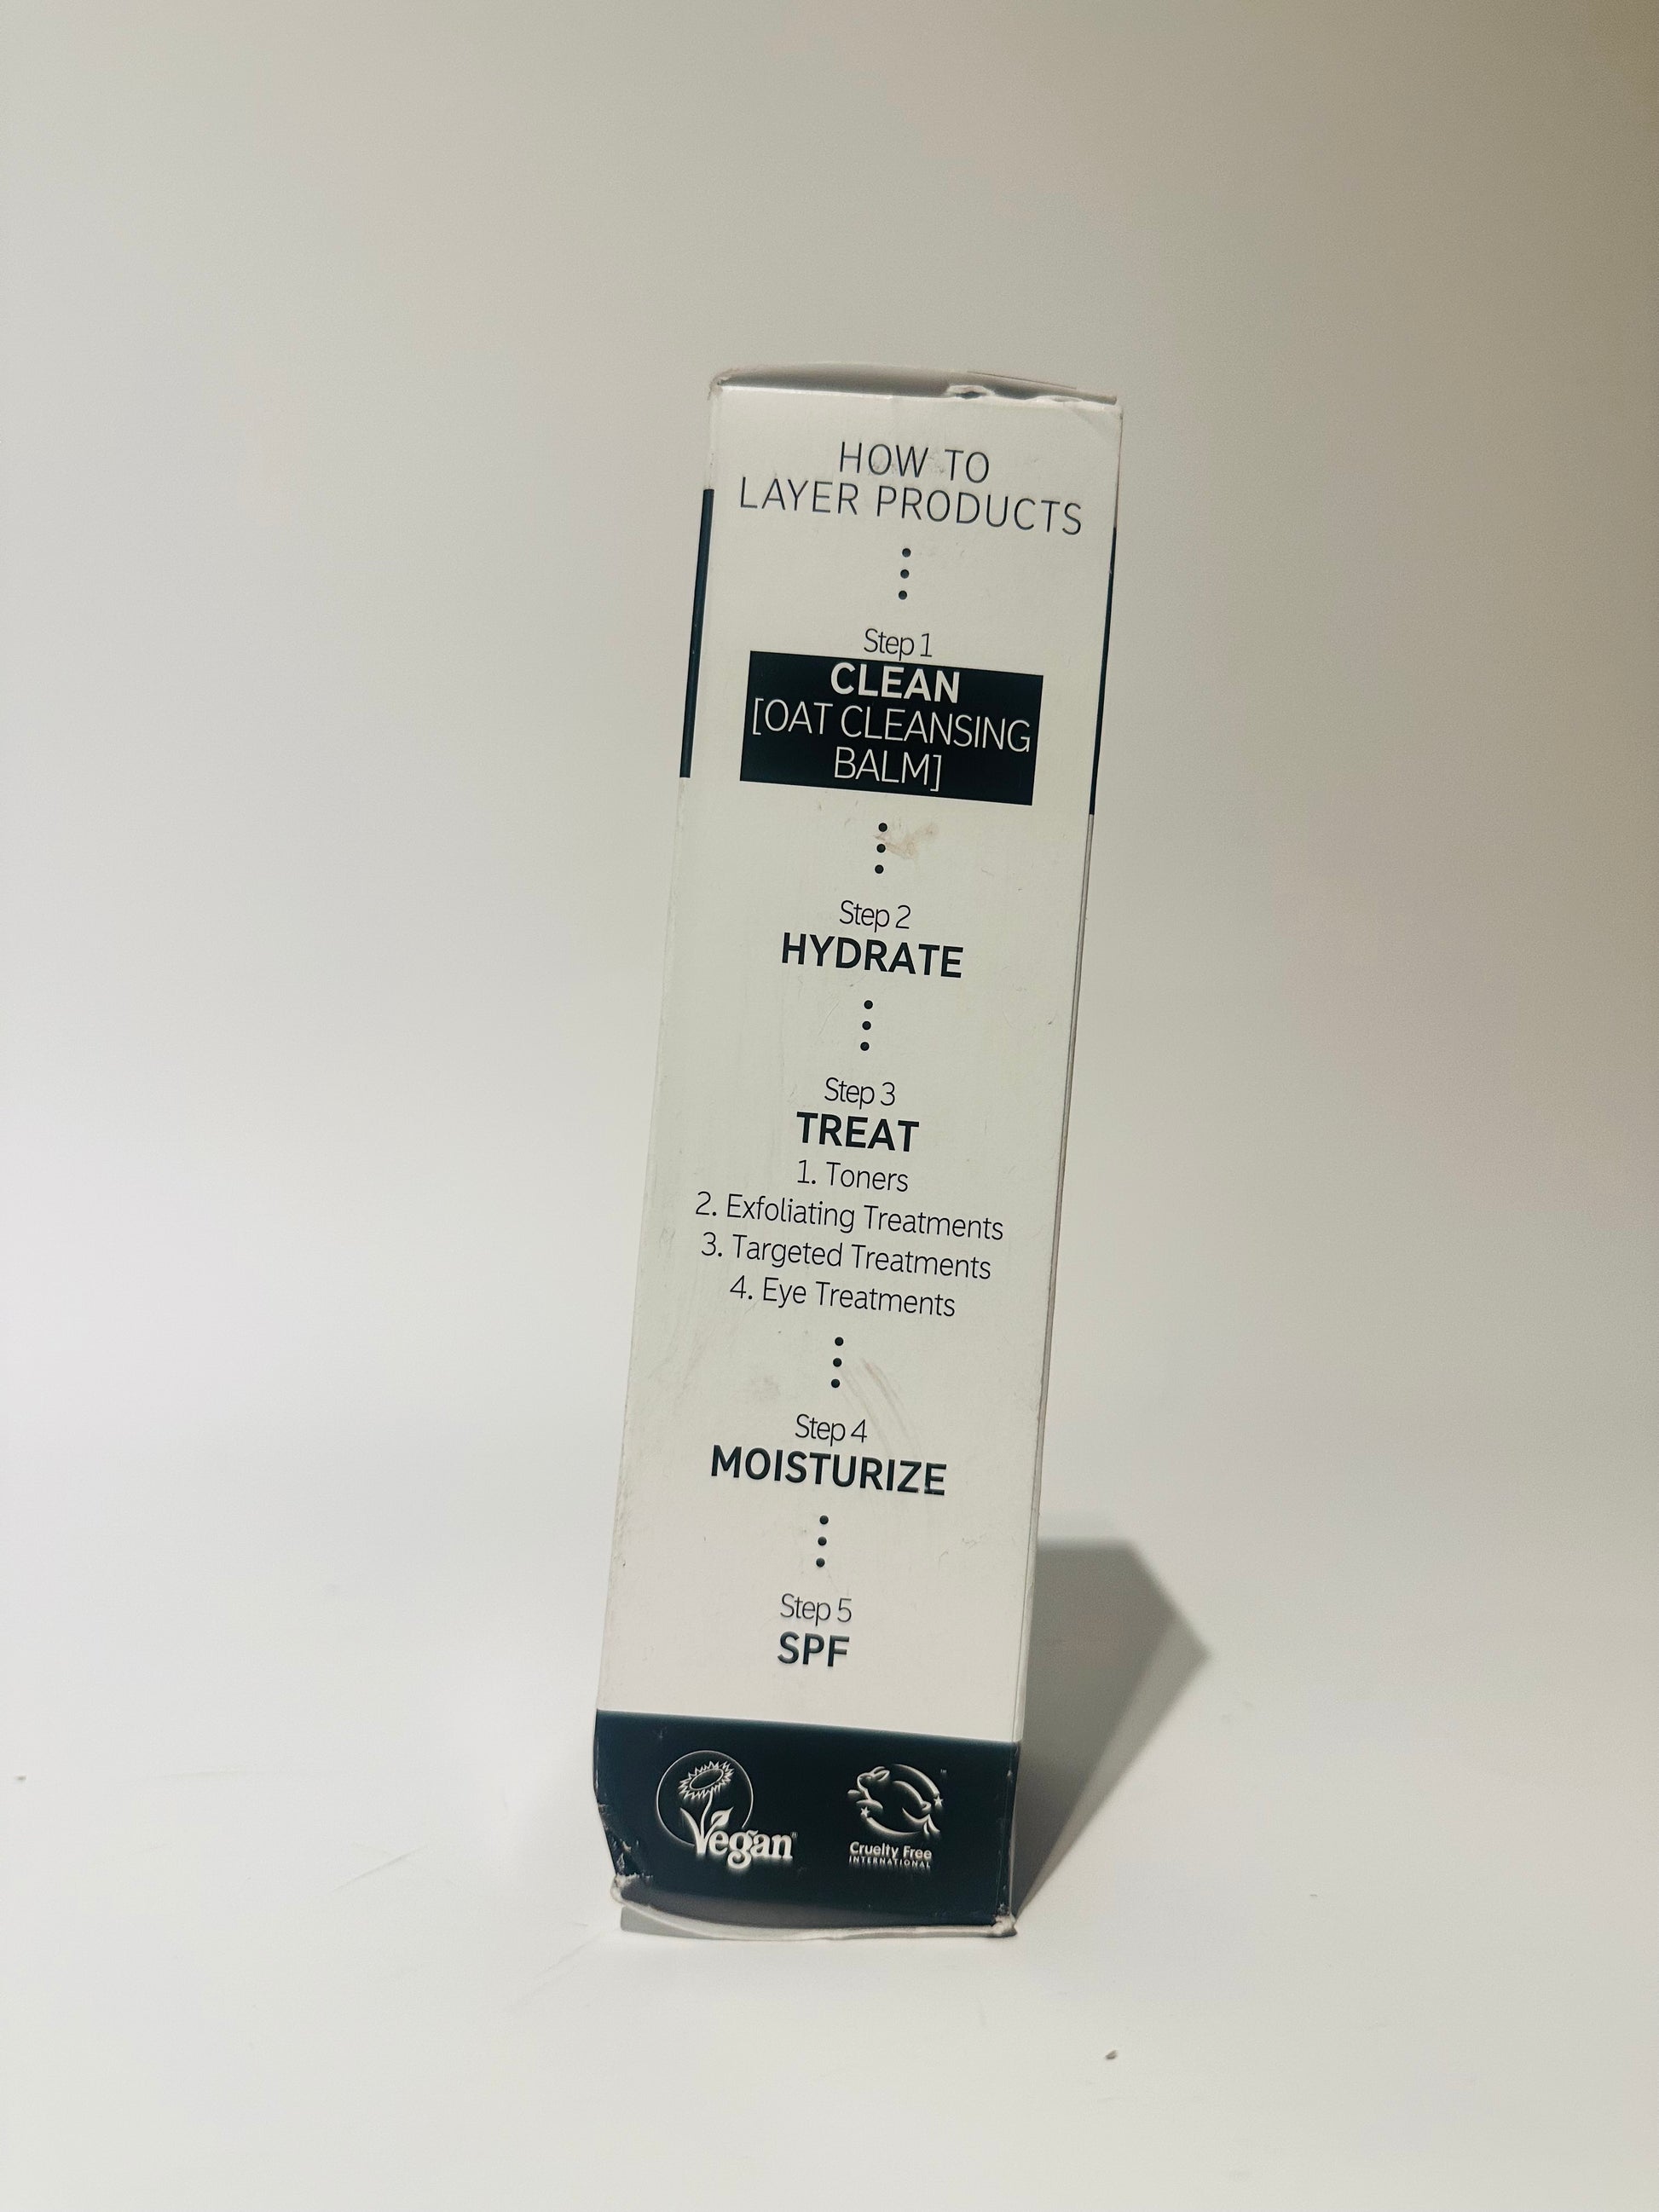 HOW TO
LAYER PRODUCTS
Step 1
CLEAN
[OAT CLEANSING
BALM]
Step 2
HYDRATE
Step 3
TREAT
1. Toners
2. Exfoliating Treatments
3. Targeted Treatments
4. Eye Treatments
Step 4
MOISTURIZE
Step 5
SPF
Vegan®
Cruelty Free™
INTERNATIONAL